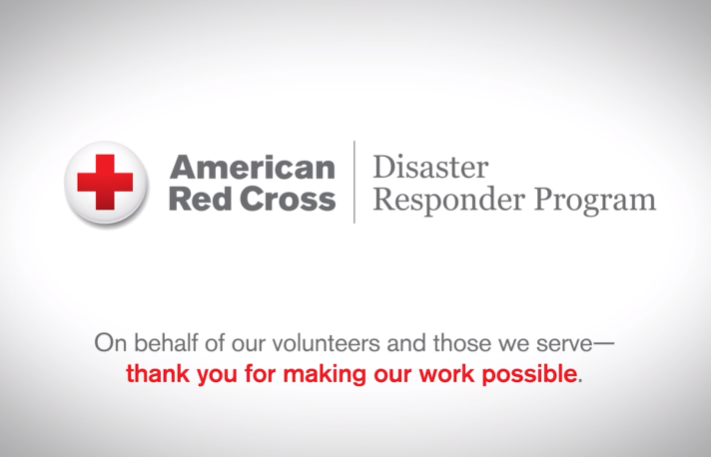 American
Red Cross
Disaster
Responder Program
On behalf of our volunteers and those we serve—
thank you for making our work possible.